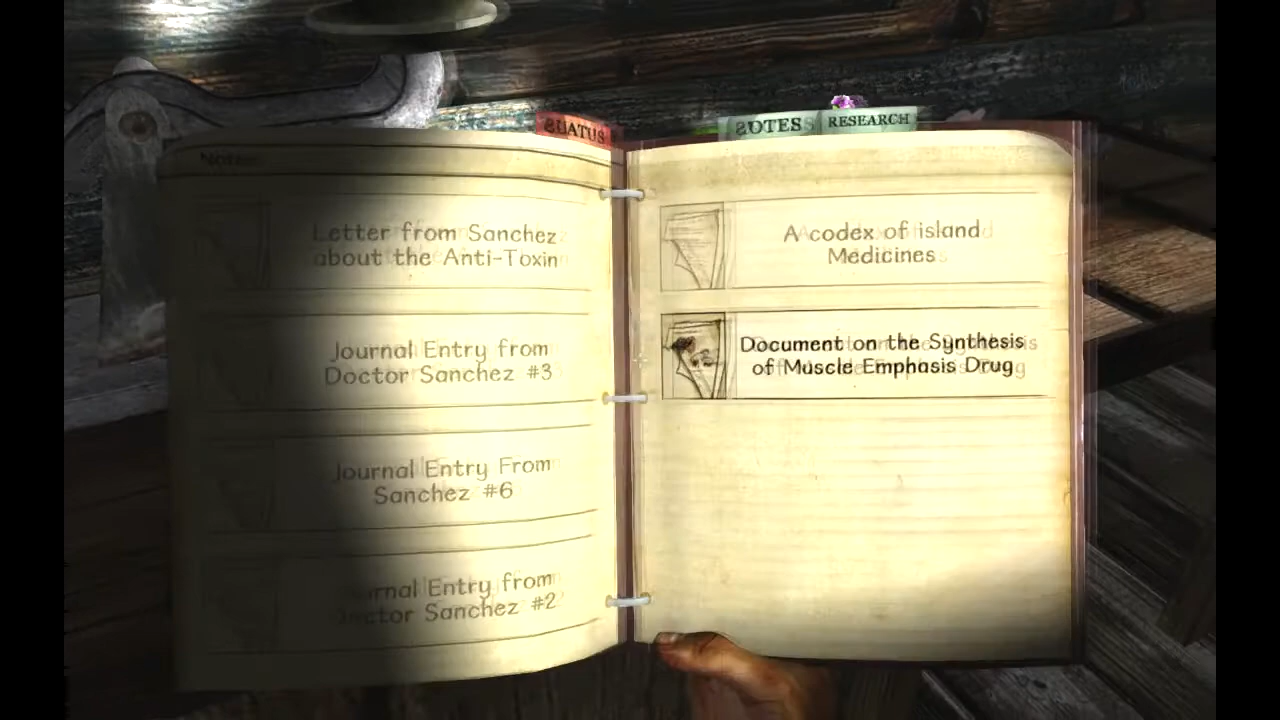 STATUS
NOTES
RESEARCH
Notes
Letter from Sanchez
about the Anti-Toxin
Journal Entry from
Doctor Sanchez #3
Journal Entry From
Sanchez #6
Journal Entry from
Doctor Sanchez #2
A codex of island
Medicines
Document on the Synthesis
of Muscle Emphasis Drug